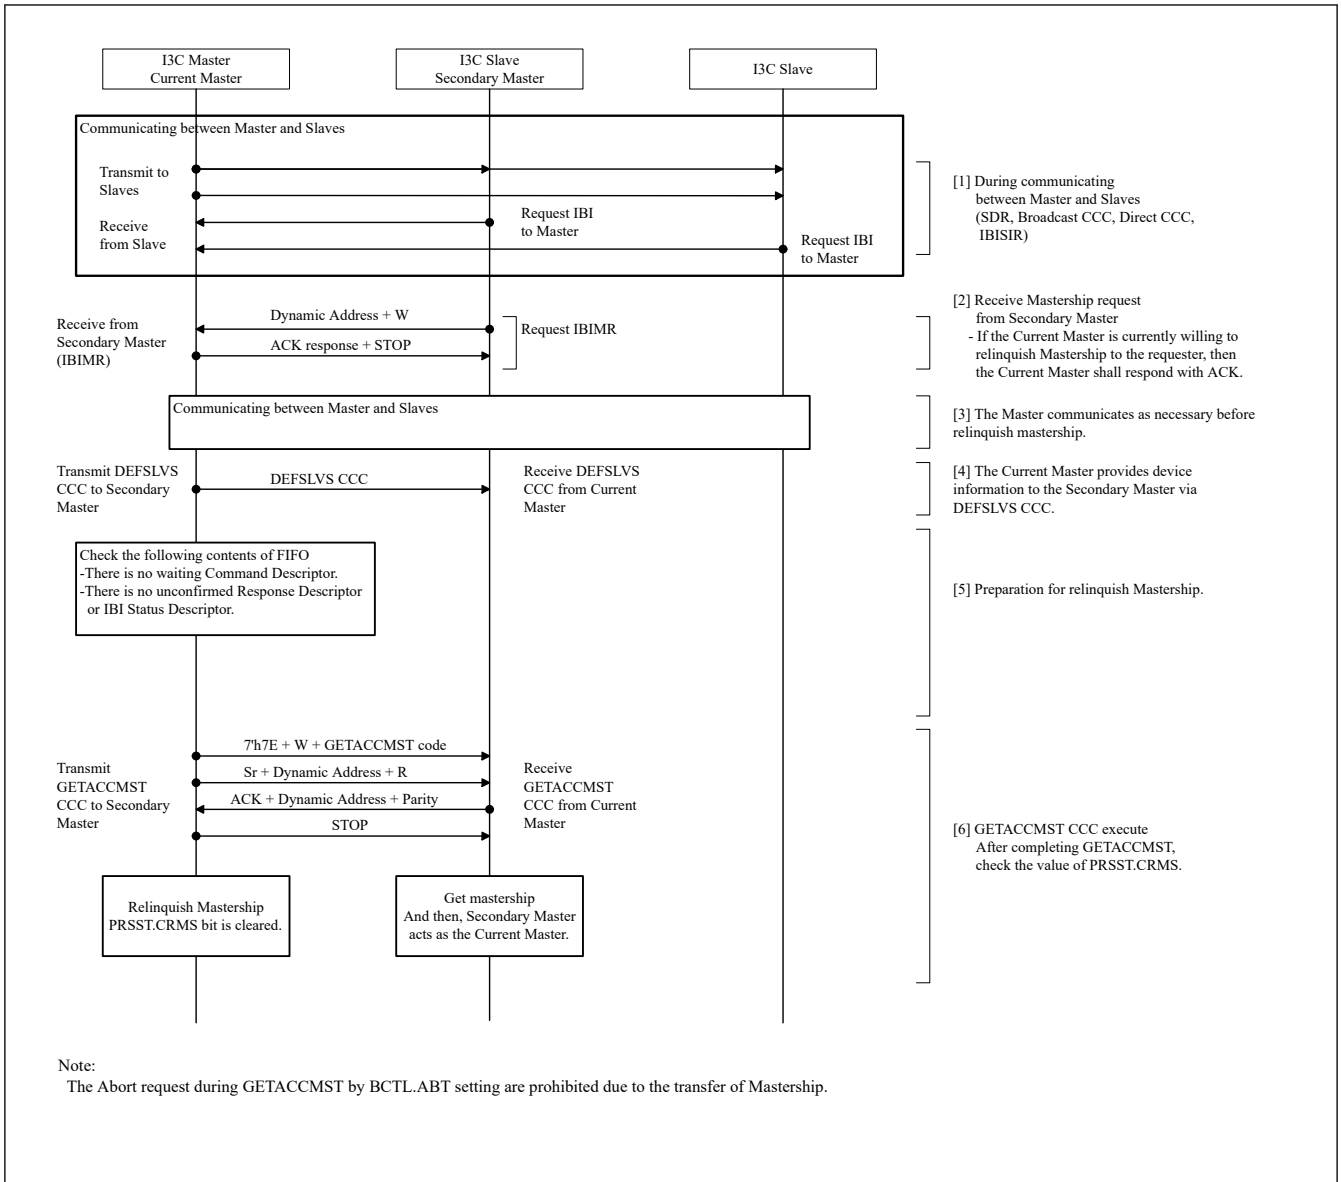 I3C Master
Current Master
I3C Slave
Secondary Master
I3C Slave
Communicating between Master and Slaves
Transmit to
Slaves
Receive
from Slave
Request IBI
to Master
Request IBI
to Master
[1] During communicating
between Master and Slaves
(SDR, Broadcast CCC, Direct CCC,
IBISIR)
Receive from
Secondary Master
(IBIMR)
Dynamic Address + W
ACK response + STOP
Request IBIMR
[2] Receive Mastership request
from Secondary Master
- If the Current Master is currently willing to
relinquish Mastership to the requester, then
the Current Master shall respond with ACK.
Communicating between Master and Slaves
[3] The Master communicates as necessary before
relinquish mastership.
Transmit DEFSLVS
CCC to Secondary
Master
DEFSLVS CCC
Receive DEFSLVS
CCC from Current
Master
[4] The Current Master provides device
information to the Secondary Master via
DEFSLVS CCC.
Check the following contents of FIFO
-There is no waiting Command Descriptor.
-There is no unconfirmed Response Descriptor
or IBI Status Descriptor.
[5] Preparation for relinquish Mastership.
Transmit
GETACCMST
CCC to Secondary
Master
7'h7E + W + GETACCMST code
Sr + Dynamic Address + R
ACK + Dynamic Address + Parity
STOP
Receive
GETACCMST
CCC from Current
Master
[6] GETACCMST CCC execute
After completing GETACCMST,
check the value of PRSST.CRMS.
Relinquish Mastership
PRSST.CRMS bit is cleared.
Get mastership
And then, Secondary Master
acts as the Current Master.
Note:
The Abort request during GETACCMST by BCTL.ABT setting are prohibited due to the transfer of Mastership.